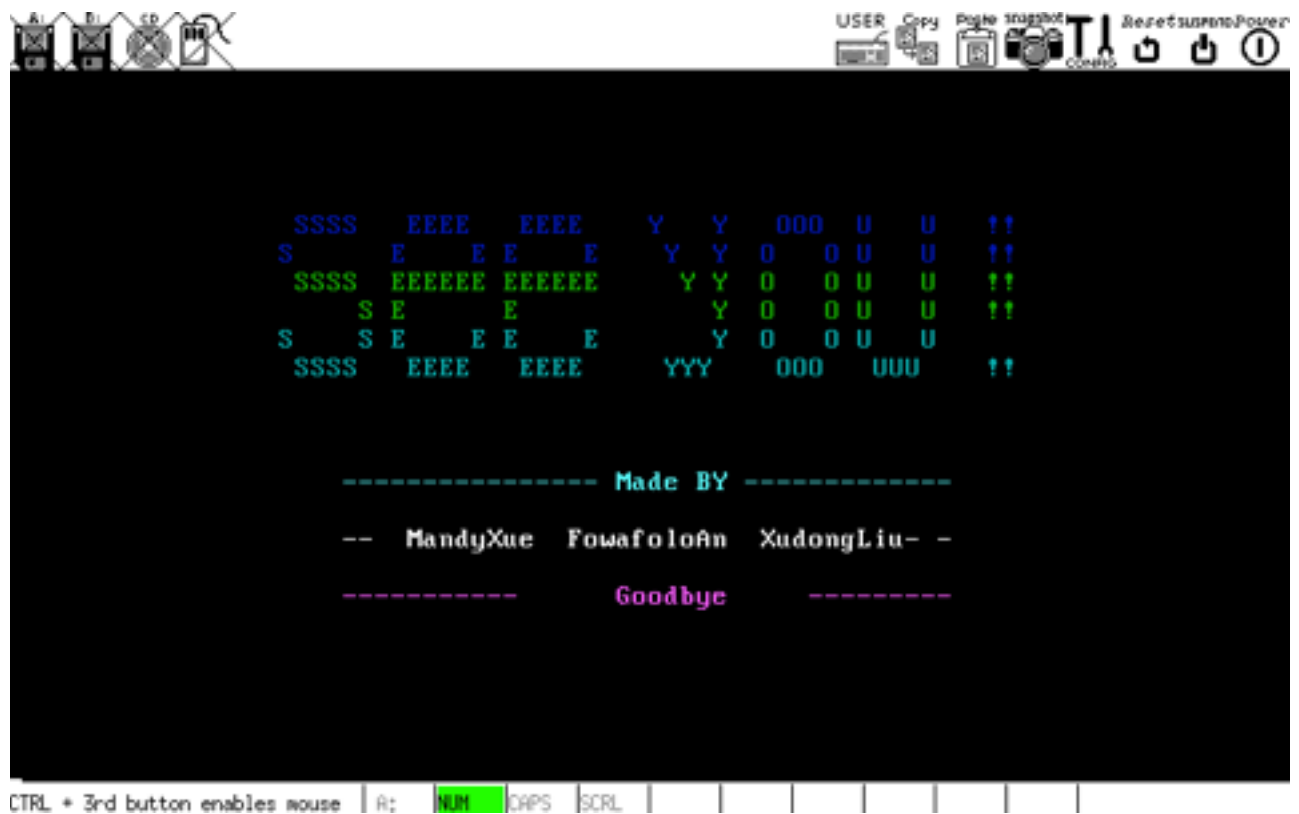 A: B: CD USER Copy Paste snapshot CONFIG Reset SUSPEND Power
SSSS EEEE EEEE Y Y OOO U U !!
S E E E E Y Y O O U U !!
SSSS EEEEEE EEEEEE Y Y O O U U !!
S E E Y O O U U !!
S S E E E E Y O O U U
SSSS EEEE EEEE YYY OOO UUU !!
---------------- Made BY -------------
-- MandyXue FowafoloAn XudongLiu- -
----------- Goodbye ---------
CTRL + 3rd button enables mouse A: NUM CAPS SCRL